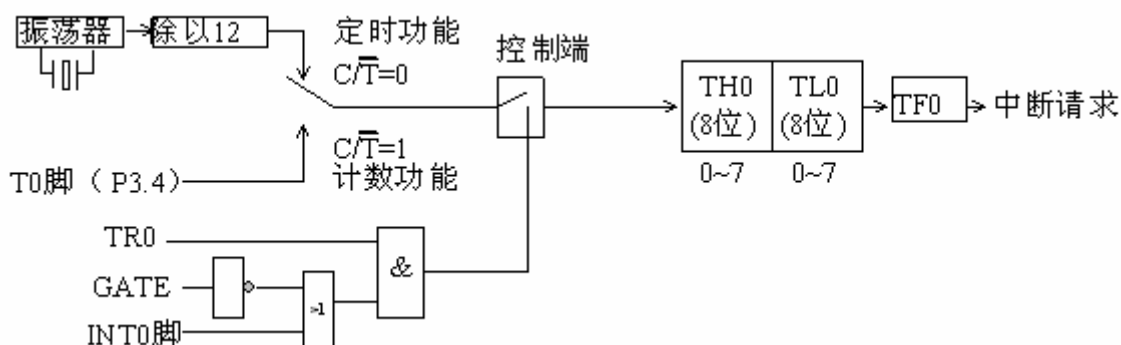 振荡器
除以12
定时功能
C/T̅=0
控制端
TH0
(8位)
TL0
(8位)
TF0
中断请求
0~7
0~7
C/T̅=1
计数功能
T0脚（P3.4）
TR0
&
GATE
>1
INT0脚